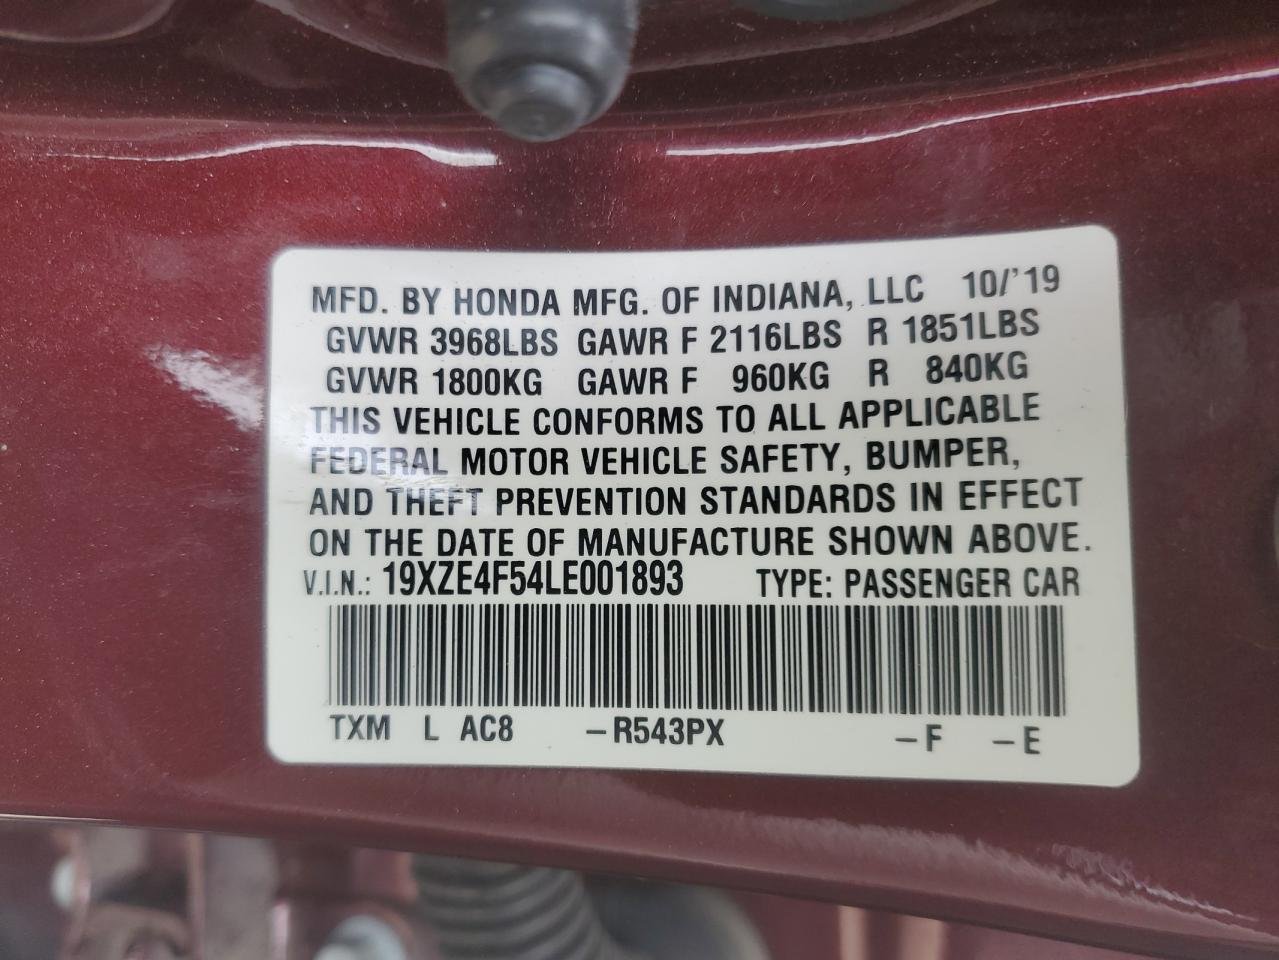 MFD. BY HONDA MFG. OF INDIANA, LLC 10/'19
GVWR 3968LBS GAWR F 2116LBS R 1851LBS
GVWR 1800KG GAWR F 960KG R 840KG
THIS VEHICLE CONFORMS TO ALL APPLICABLE
FEDERAL MOTOR VEHICLE SAFETY, BUMPER,
AND THEFT PREVENTION STANDARDS IN EFFECT
ON THE DATE OF MANUFACTURE SHOWN ABOVE.
V.I.N.: 19XZE4F54LE001893 TYPE: PASSENGER CAR
TXM L AC8 –R543PX –F –E